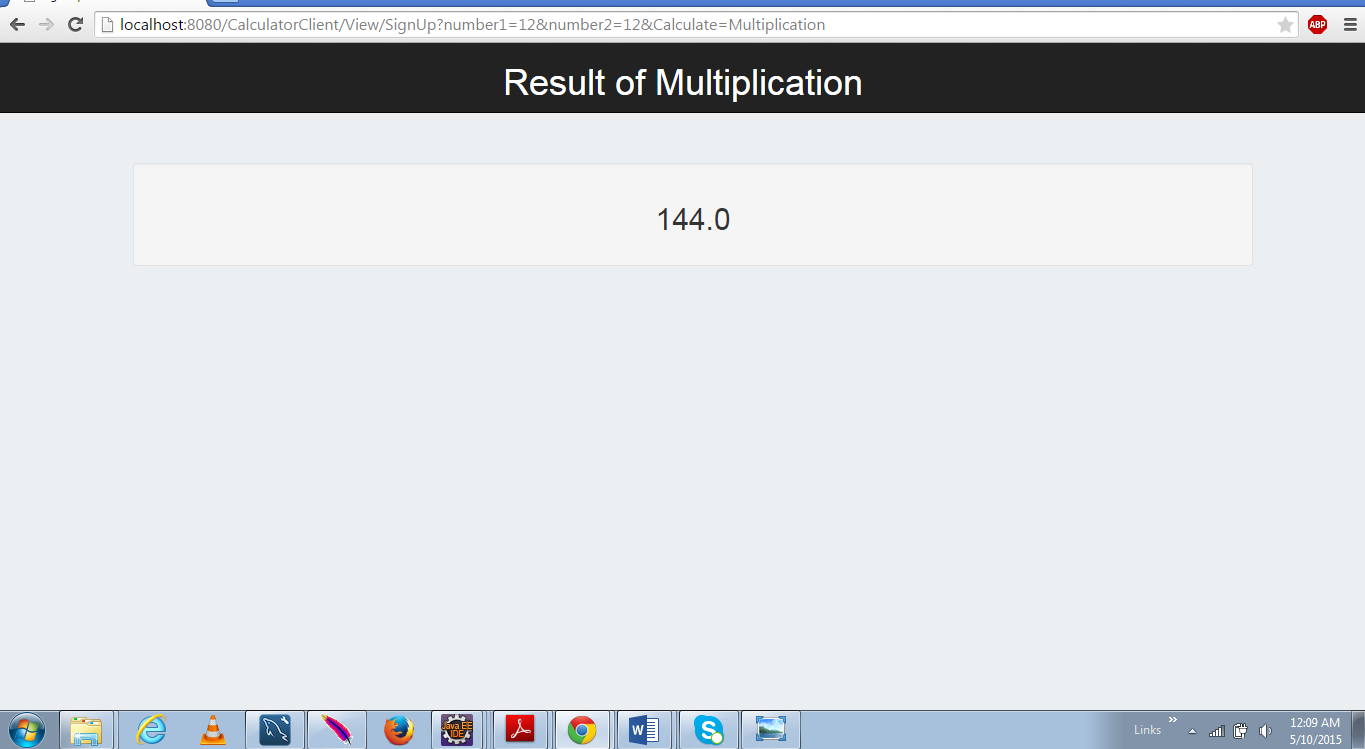 localhost:8080/CalculatorClient/View/SignUp?number1=12&number2=12&Calculate=Multiplication
ABP
Result of Multiplication
144.0
Java EE
IDE
W
S
Links
12:09 AM
5/10/2015